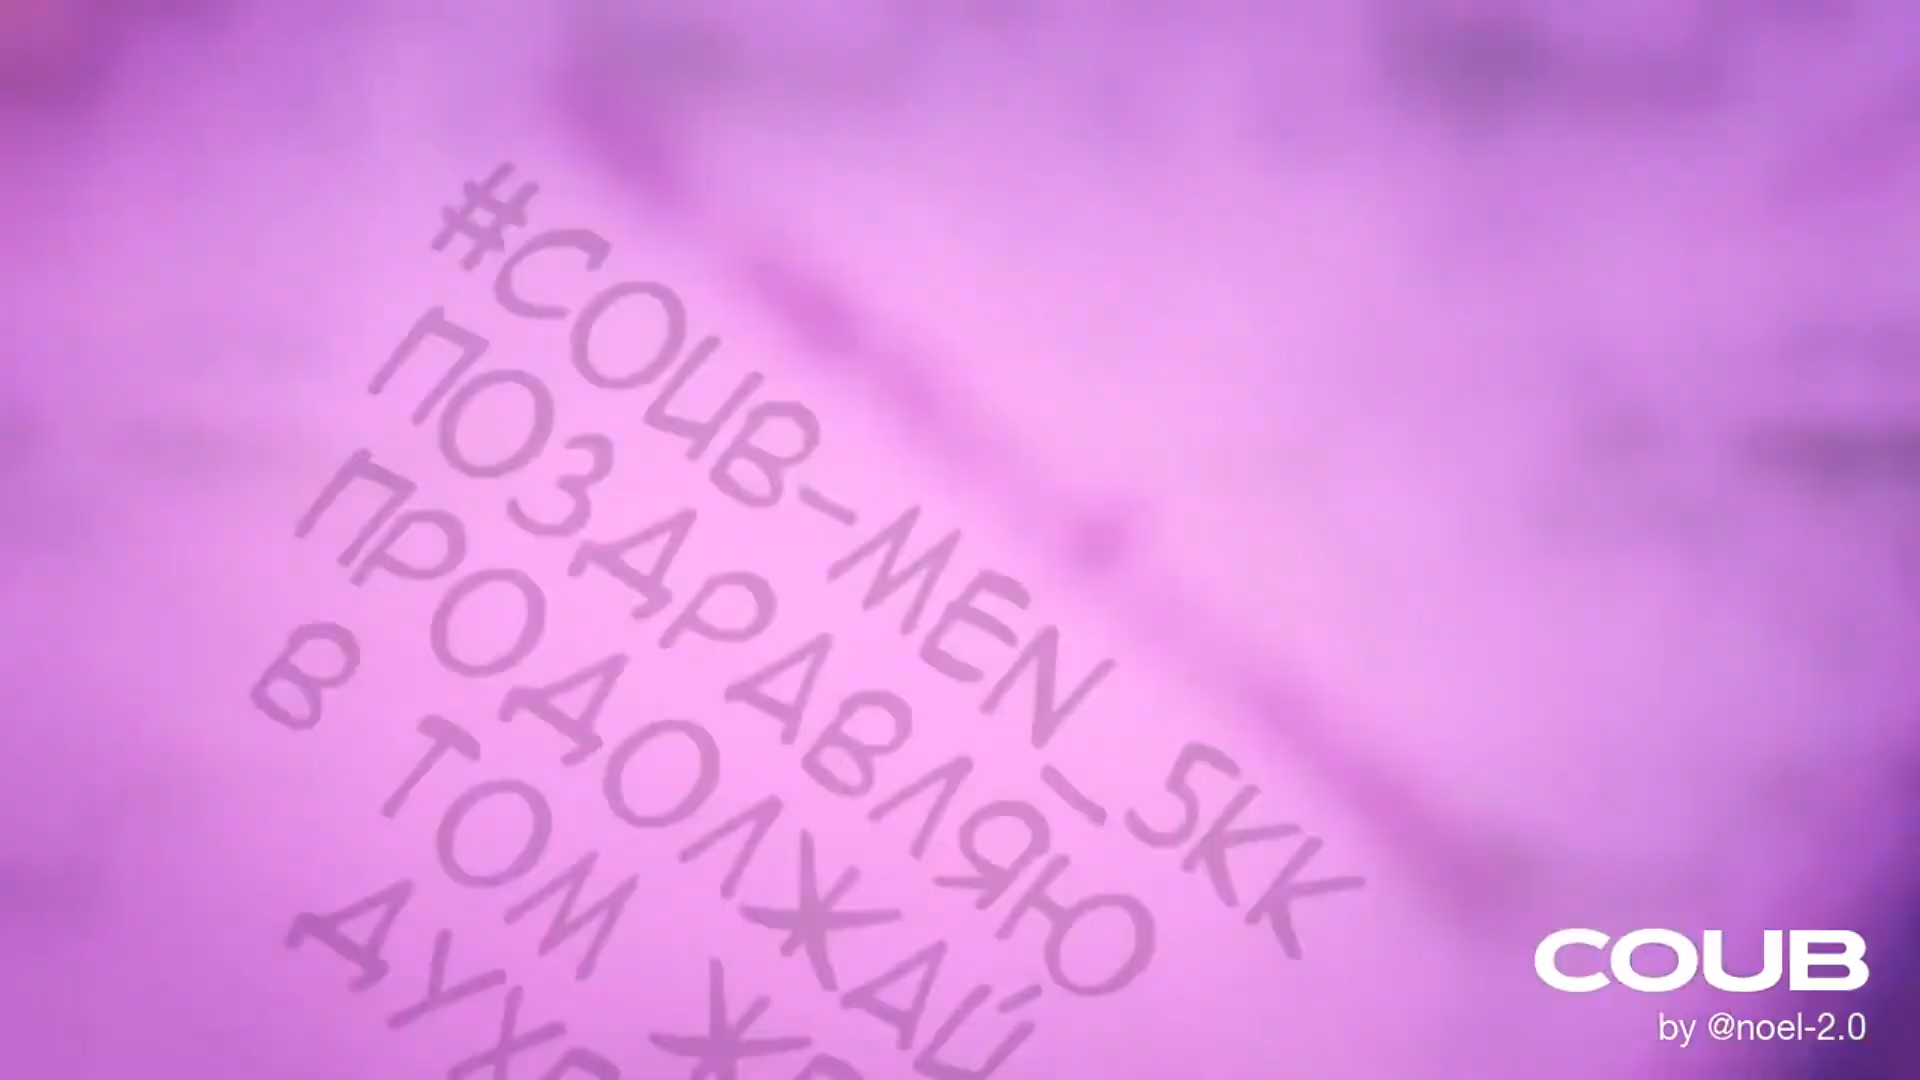 #COUB-MEN_5KK
ПОЗДРАВЛЯЮ
ПРОДОЛЖАЙ
В ТОМ
COUB
by @noel-2.0